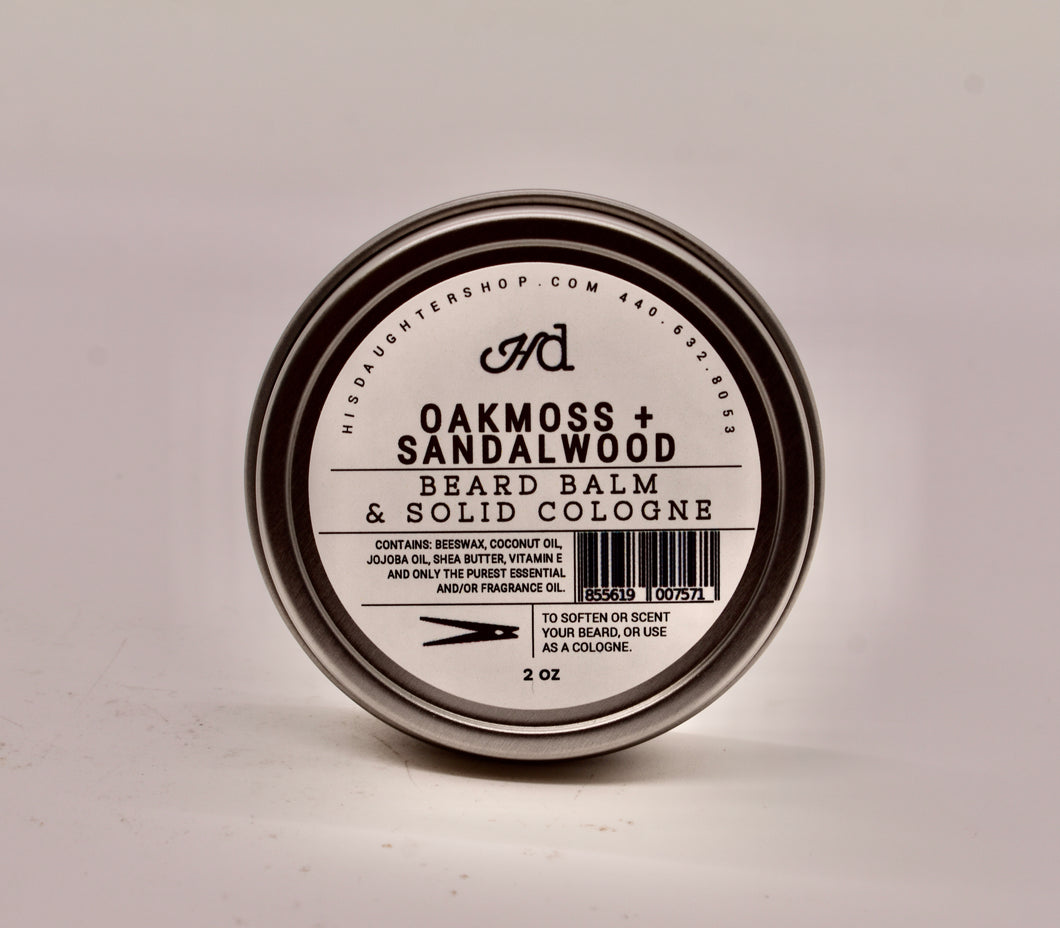 HISDAUGHTERSHOP.COM 440.632.8053
Hd
OAKMOSS +
SANDALWOOD
BEARD BALM
& SOLID COLOGNE
CONTAINS: BEESWAX, COCONUT OIL,
JOJOBA OIL, SHEA BUTTER, VITAMIN E
AND ONLY THE PUREST ESSENTIAL
AND/OR FRAGRANCE OIL.
855619 007571
TO SOFTEN OR SCENT
YOUR BEARD, OR USE
AS A COLOGNE.
2 OZ